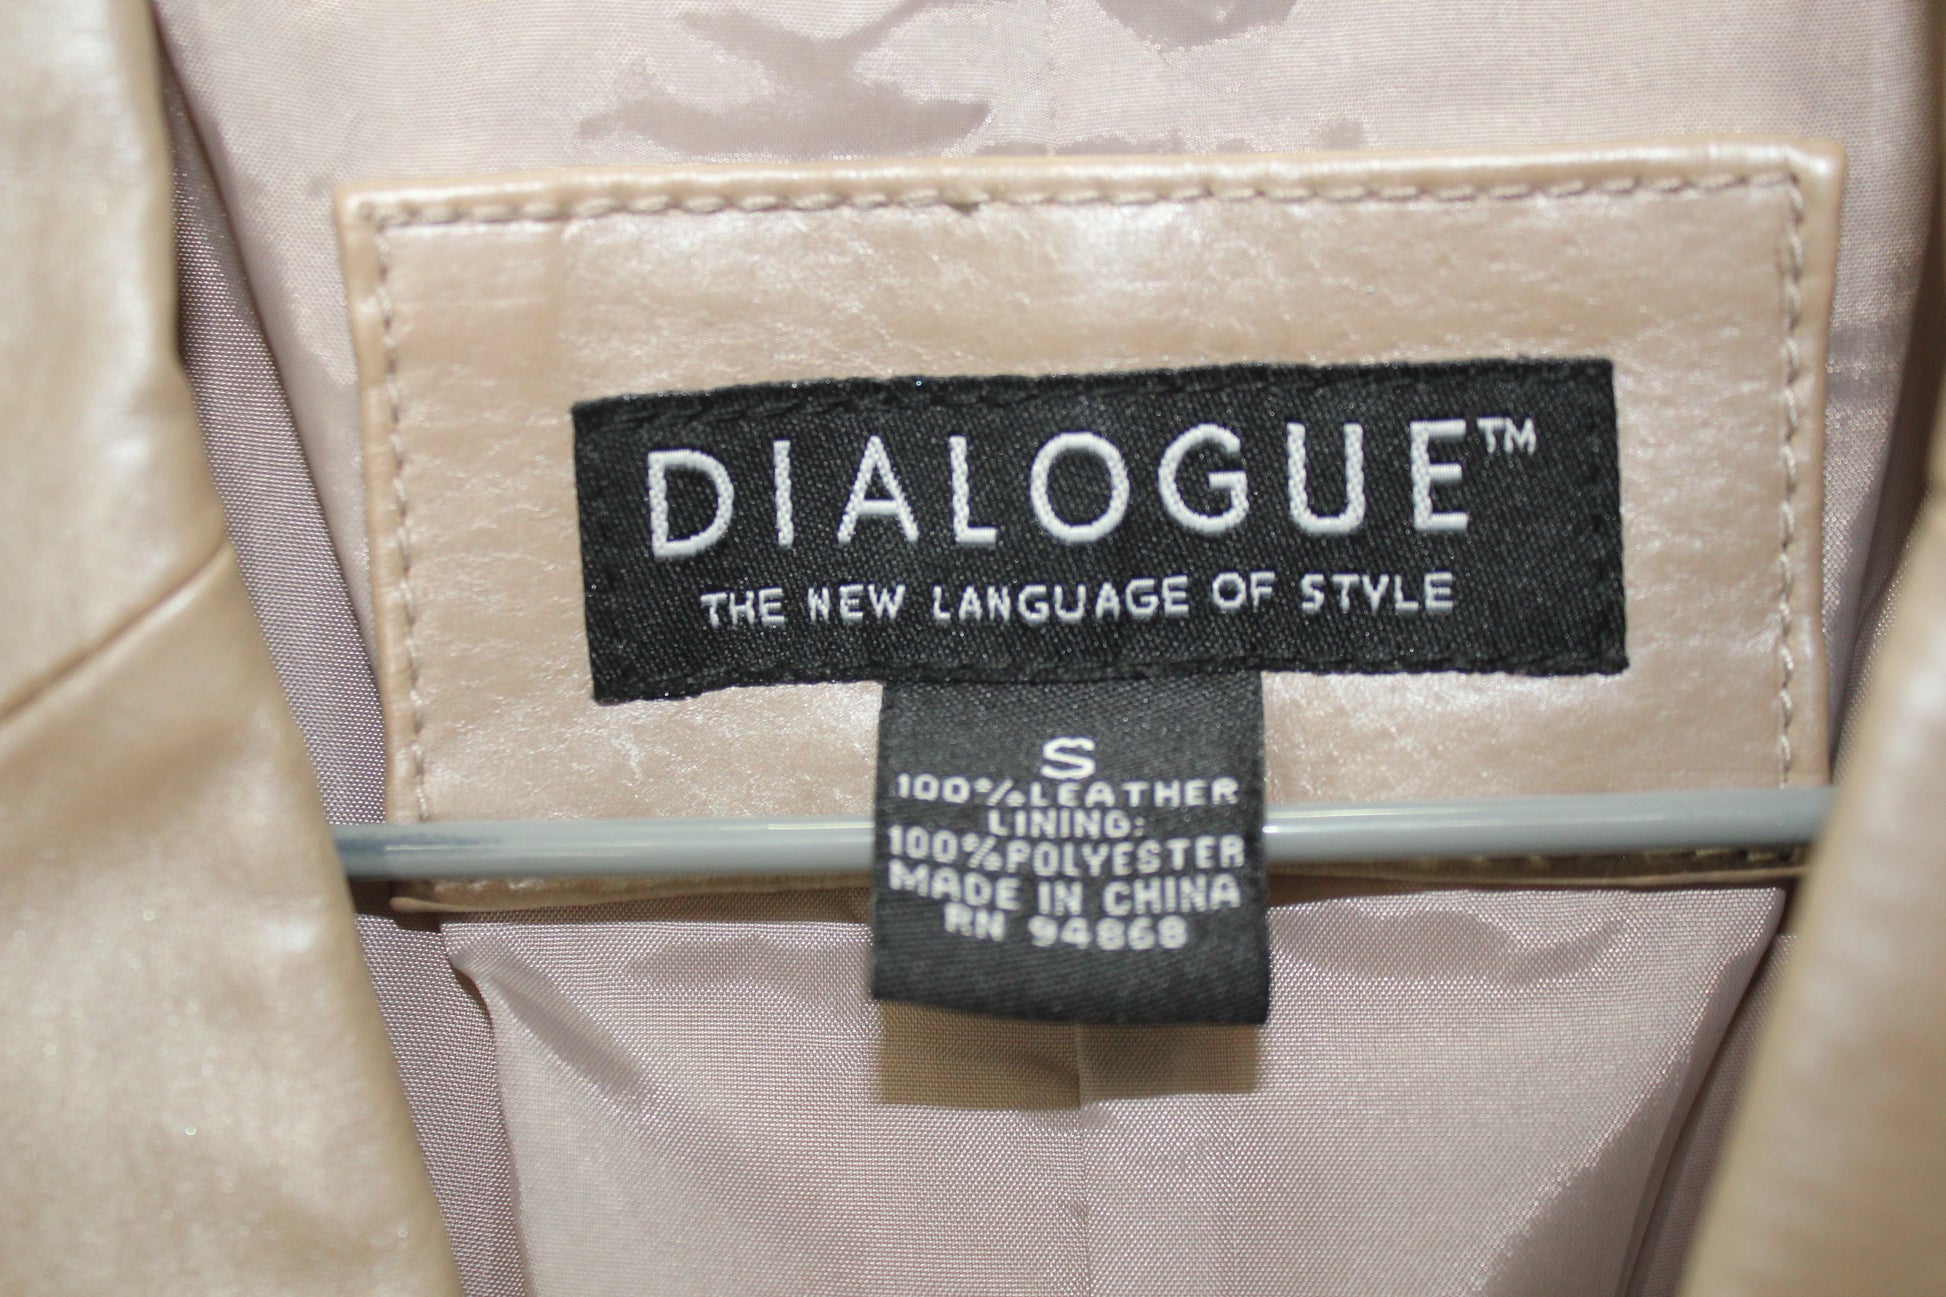 DIALOGUE™
THE NEW LANGUAGE OF STYLE
S
100%LEATHER
LINING:
100%POLYESTER
MADE IN CHINA
RN 94868